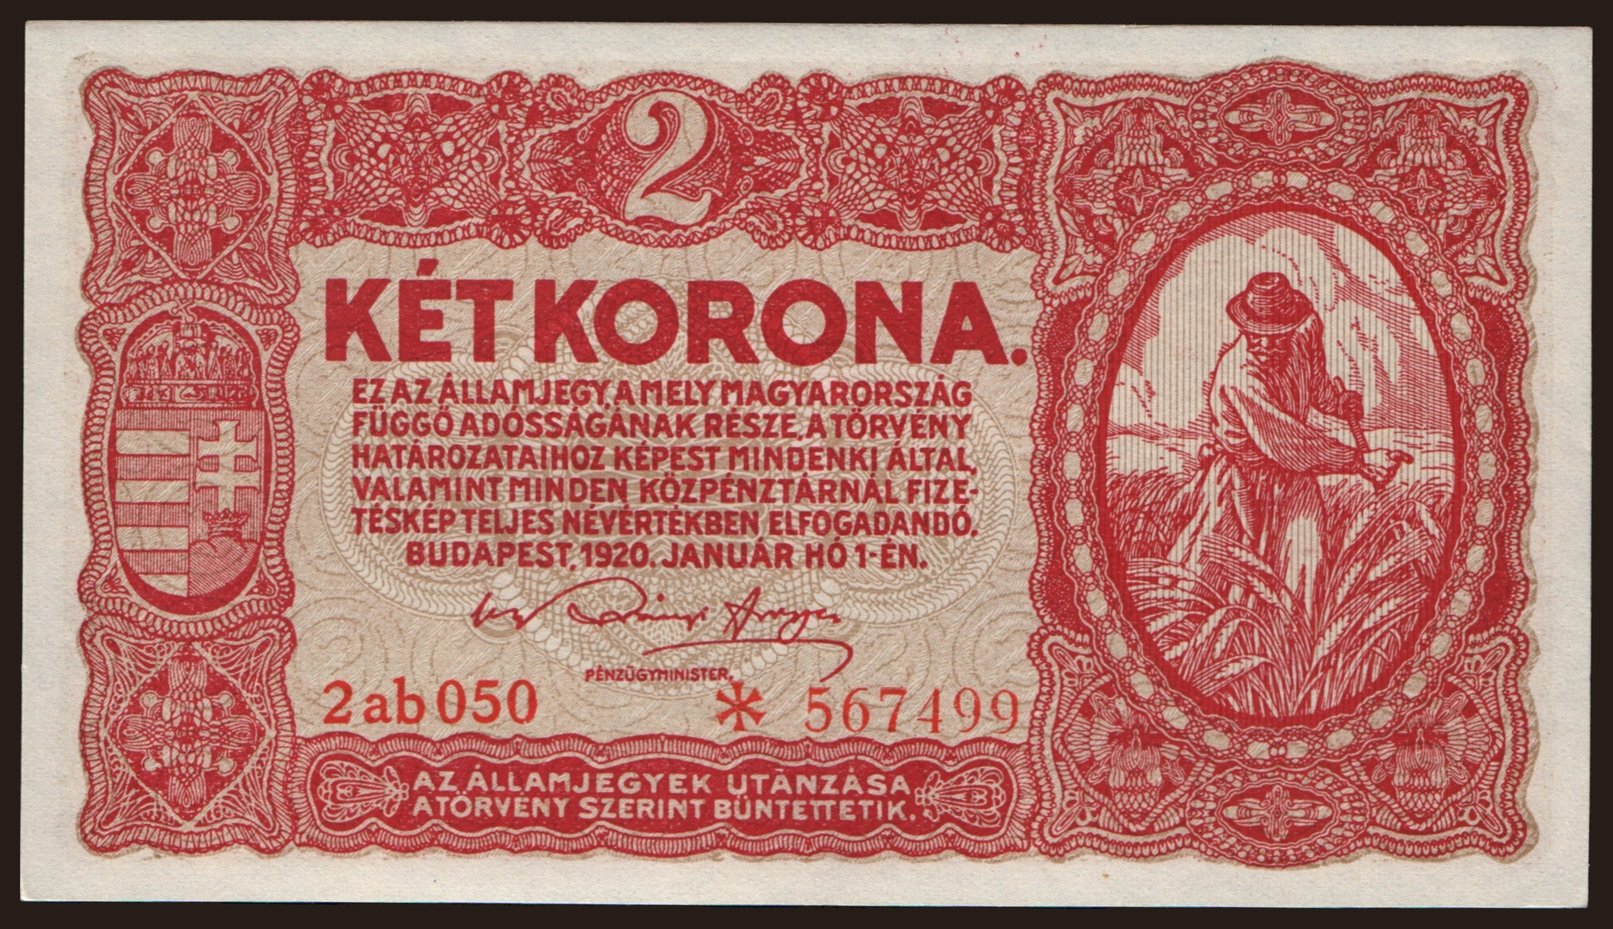 2
KÉT KORONA.
EZ AZ ÁLLAMJEGY, AMELY MAGYARORSZÁG
FÜGGŐ ADÓSSÁGÁNAK RÉSZE, A TÖRVÉNY
HATÁROZATAIHOZ KÉPEST MINDENKI ÁLTAL,
VALAMINT MINDEN KÖZPÉNZTÁRNÁL FIZE-
TÉSKÉP TELJES NÉVÉRTÉKBEN ELFOGADANDÓ.
BUDAPEST, 1920. JANUÁR HÓ 1-ÉN.
PÉNZÜGYMINISTER.
2ab050 * 567499
AZ ÁLLAMJEGYEK UTÁNZÁSA
A TÖRVÉNY SZERINT BÜNTETTETIK.